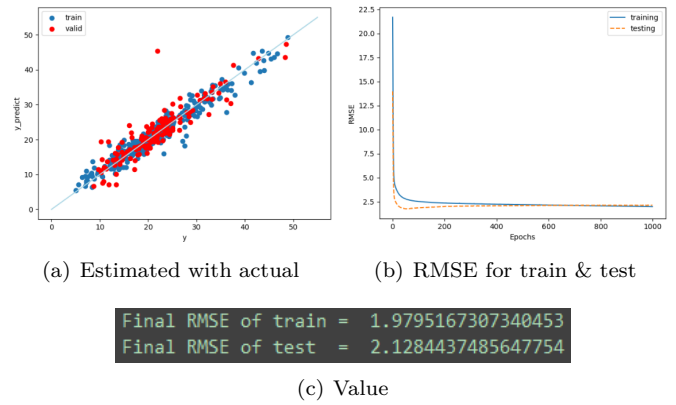 train
valid
60
50
40
30
20
10
0
y_predict
0 10 20 30 40 50
y
(a) Estimated with actual
training
testing
22.5
20.0
17.5
15.0
12.5
10.0
7.5
5.0
2.5
RMSE
0 200 400 600 800 1000
Epochs
(b) RMSE for train & test
Final RMSE of train = 1.9795167307340453
Final RMSE of test = 2.1284437485647754
(c) Value